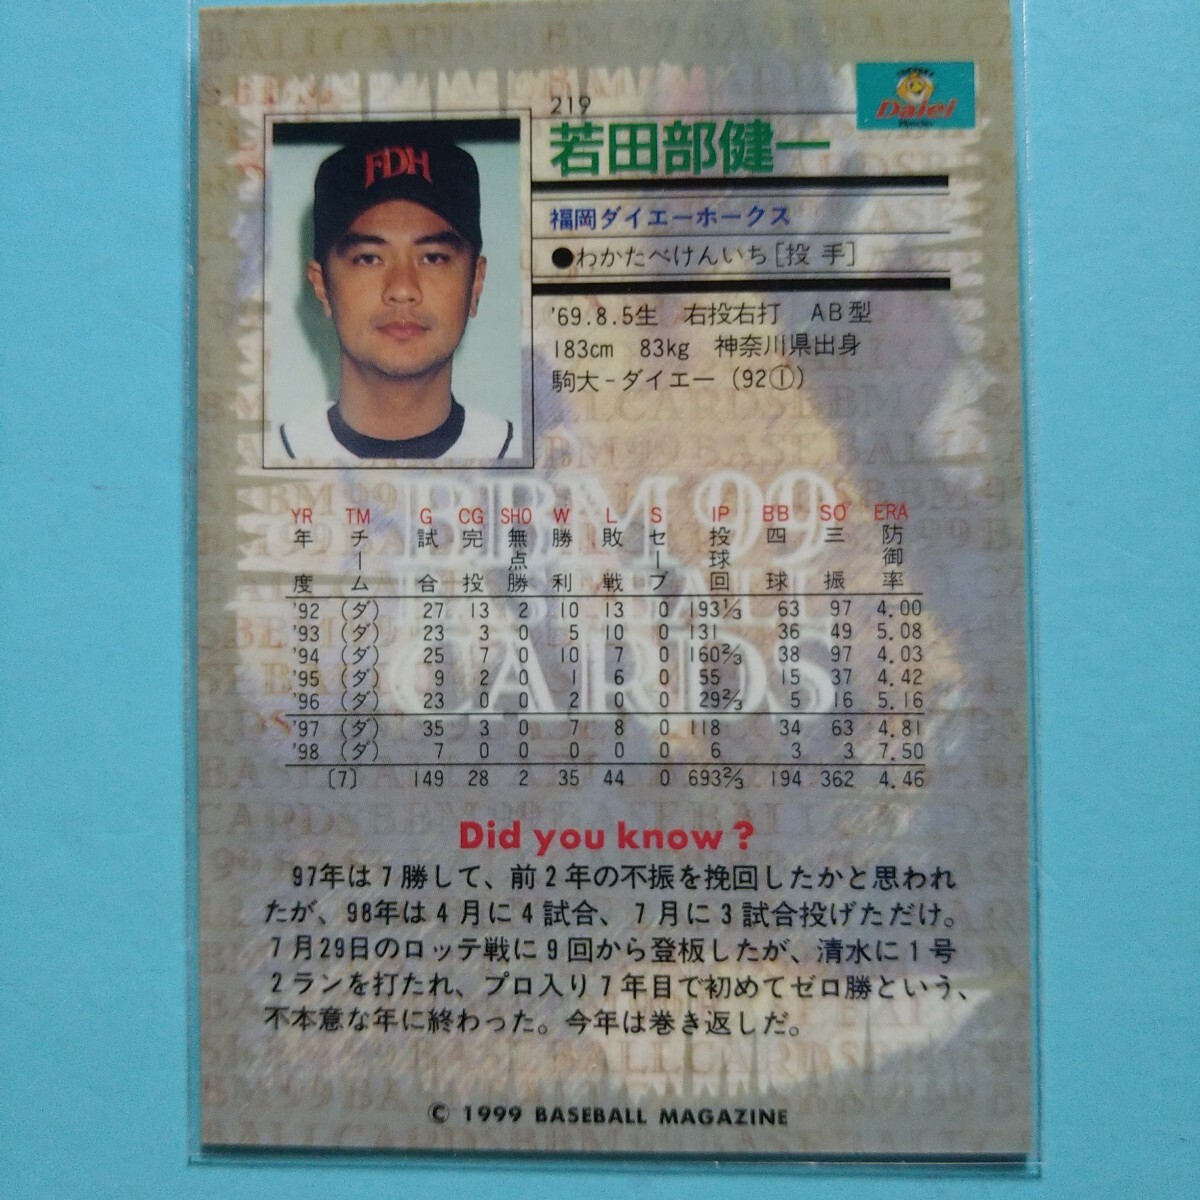 219
若田部健一
Daiei
FDH
福岡ダイエーホークス
●わかたべけんいち[投 手]
'69.8.5生 右投右打 AB型
183cm 83kg 神奈川県出身
駒大-ダイエー (92①)
BBM 99
BASEBALL
CARDS
YR TM G CG SHO W L S IP BB SO ERA
年度 チーム 試合 完投 無点勝 勝利 敗戦 セーブ 投球回 四球 三振 防御率
'92 (ダ) 27 13 2 10 13 0 193⅓ 63 97 4.00
'93 (ダ) 23 3 0 5 10 0 131 36 49 5.08
'94 (ダ) 25 7 0 10 7 0 160⅔ 38 97 4.03
'95 (ダ) 9 2 0 1 6 0 55 15 37 4.42
'96 (ダ) 23 0 0 2 0 0 29⅔ 5 16 5.16
'97 (ダ) 35 3 0 7 8 0 118 34 63 4.81
'98 (ダ) 7 0 0 0 0 0 6 3 3 7.50
〔7〕 149 28 2 35 44 0 693⅔ 194 362 4.46
Did you know?
97年は7勝して、前2年の不振を挽回したかと思われ
たが、98年は4月に4試合、7月に3試合投げただけ。
7月29日のロッテ戦に9回から登板したが、清水に1号
2ランを打たれ、プロ入り7年目で初めてゼロ勝という、
不本意な年に終わった。今年は巻き返しだ。
© 1999 BASEBALL MAGAZINE